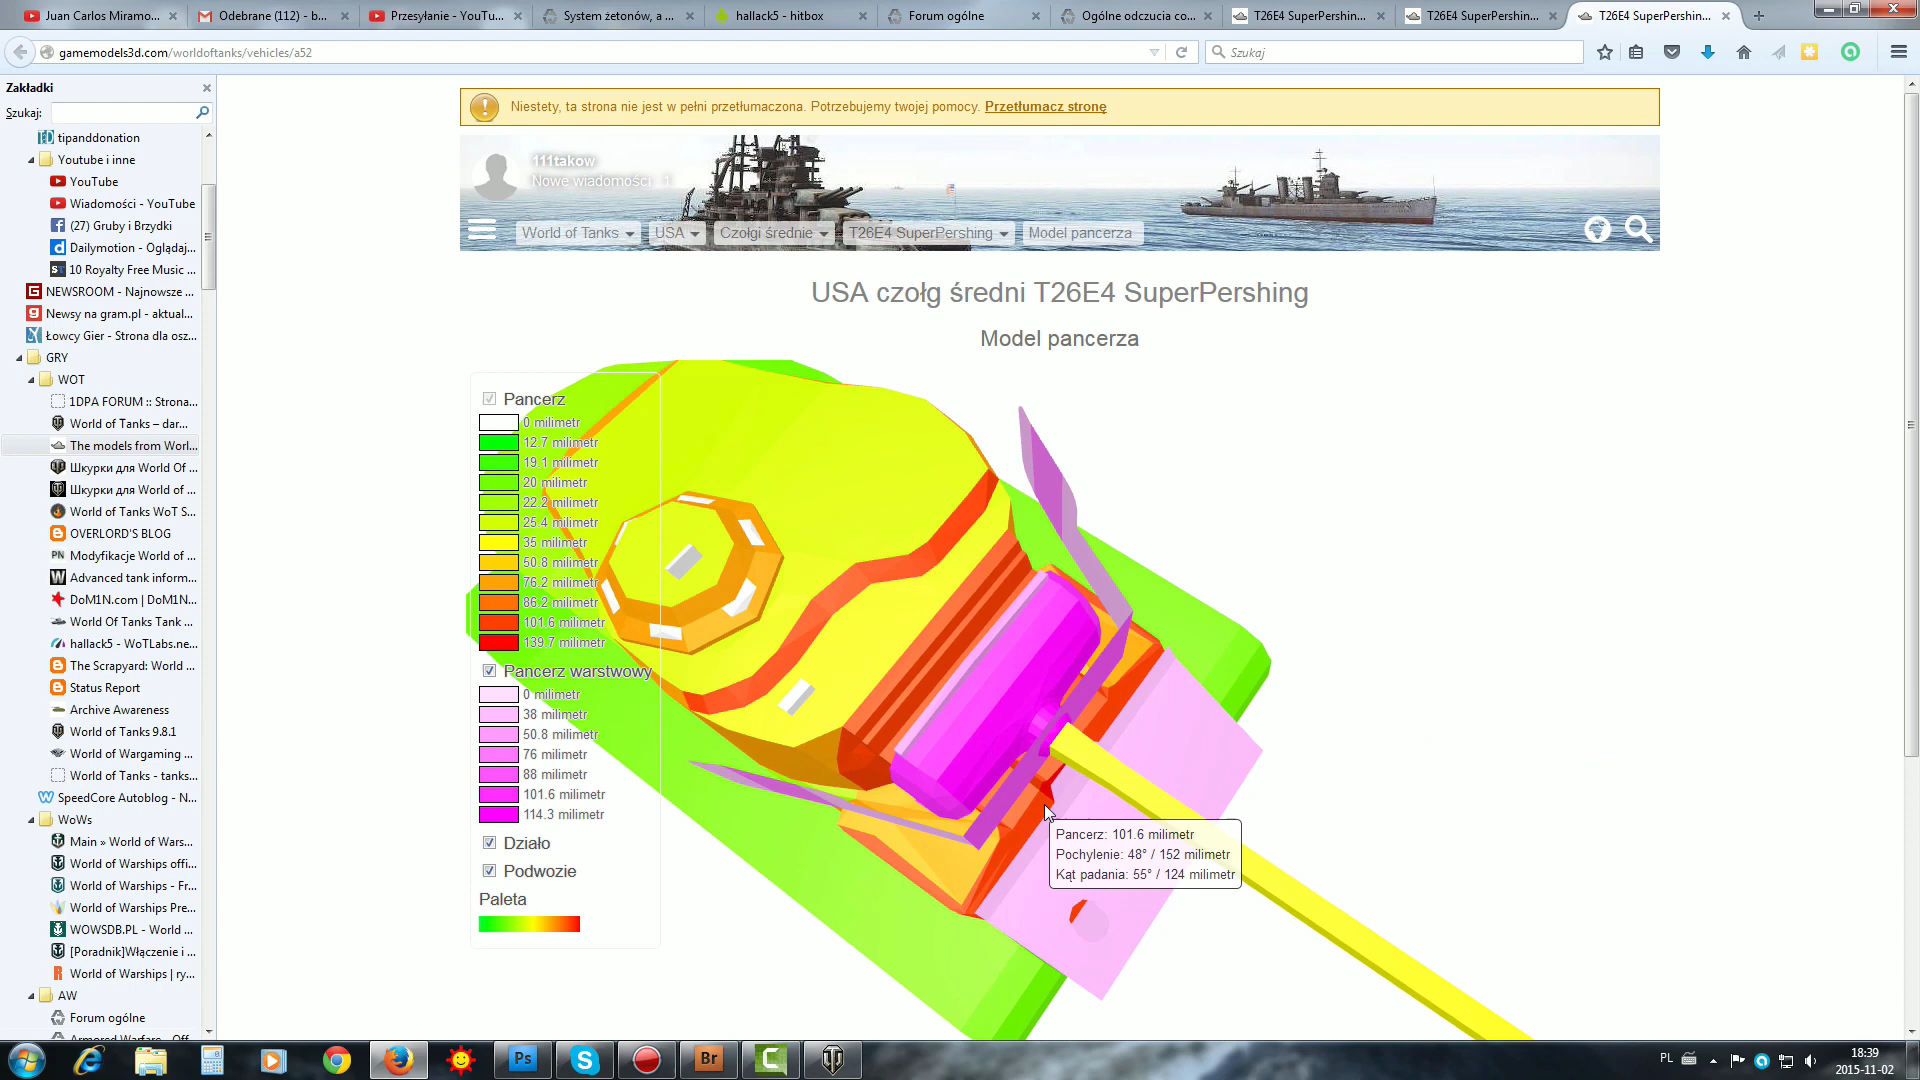 Juan Carlos Miramo...
Odebrane (112) - b...
Przesyłanie - YouTu...
System żetonów, a ...
hallack5 - hitbox
Forum ogólne
Ogólne odczucia co...
T26E4 SuperPershing...
T26E4 SuperPershin...
T26E4 SuperPershin...
gamemodels3d.com/worldoftanks/vehicles/a52
Szukaj
Zakładki
Szukaj:
tipanddonation
Youtube i inne
YouTube
Wiadomości - YouTube
(27) Gruby i Brzydki
Dailymotion - Oglądaj...
10 Royalty Free Music ...
NEWSROOM - Najnowsze ...
Newsy na gram.pl - aktual...
Łowcy Gier - Strona dla osz...
GRY
WOT
1DPA FORUM :: Strona...
World of Tanks – dar...
The models from Worl...
Шкурки для World Of ...
Шкурки для World of ...
World of Tanks WoT S...
OVERLORD'S BLOG
PN Modyfikacje World of ...
Advanced tank inform...
DoM1N.com | DoM1N...
World Of Tanks Tank ...
hallack5 - WoTLabs.ne...
The Scrapyard: World ...
Status Report
Archive Awareness
World of Tanks 9.8.1
World of Wargaming ...
World of Tanks - tanks...
SpeedCore Autoblog - N...
WoWs
Main » World of Wars...
World of Warships offi...
World of Warships - Fr...
World of Warships Pre...
WOWSDB.PL - World ...
[Poradnik]Włączenie i ...
World of Warships | ry...
AW
Forum ogólne
Armored Warfare - Off...
Niestety, ta strona nie jest w pełni przetłumaczona. Potrzebujemy twojej pomocy. Przetłumacz stronę
111takow
Nowe wiadomości : 1
World of Tanks
USA
Czołgi średnie
T26E4 SuperPershing
Model pancerza
USA czołg średni T26E4 SuperPershing
Model pancerza
Pancerz
0 milimetr
12.7 milimetr
19.1 milimetr
20 milimetr
22.2 milimetr
25.4 milimetr
35 milimetr
50.8 milimetr
76.2 milimetr
86.2 milimetr
101.6 milimetr
139.7 milimetr
Pancerz warstwowy
0 milimetr
38 milimetr
50.8 milimetr
76 milimetr
88 milimetr
101.6 milimetr
114.3 milimetr
Działo
Podwozie
Paleta
Pancerz: 101.6 milimetr
Pochylenie: 48° / 152 milimetr
Kąt padania: 55° / 124 milimetr
Ps
Br
PL
18:39
2015-11-02